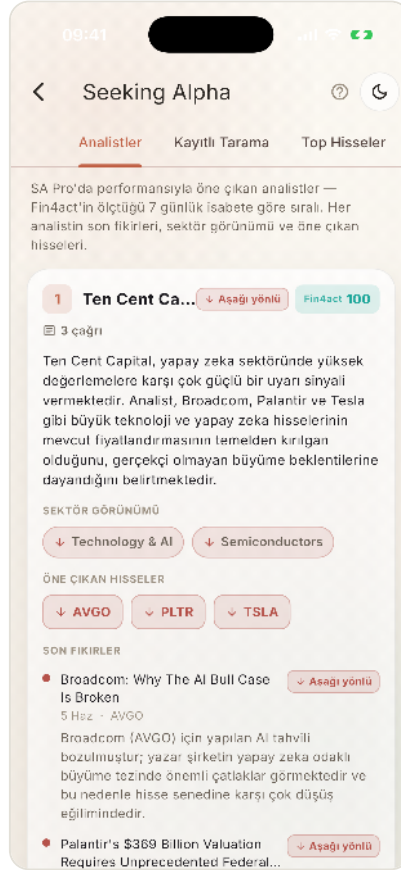 09:41
Seeking Alpha
Analistler Kayıtlı Tarama Top Hisseler
SA Pro'da performansıyla öne çıkan analistler —
Fin4act'in ölçtüğü 7 günlük isabete göre sıralı. Her
analistin son fikirleri, sektör görünümü ve öne çıkan
hisseleri.
1 Ten Cent Ca... ↓ Aşağı yönlü Fin4act 100
3 çağrı
Ten Cent Capital, yapay zeka sektöründe yüksek
değerlemelere karşı çok güçlü bir uyarı sinyali
vermektedir. Analist, Broadcom, Palantir ve Tesla
gibi büyük teknoloji ve yapay zeka hisselerinin
mevcut fiyatlandırmasının temelden kırılgan
olduğunu, gerçekçi olmayan büyüme beklentilerine
dayandığını belirtmektedir.
SEKTÖR GÖRÜNÜMÜ
↓ Technology & AI ↓ Semiconductors
ÖNE ÇIKAN HİSSELER
↓ AVGO ↓ PLTR ↓ TSLA
SON FİKİRLER
Broadcom: Why The AI Bull Case ↓ Aşağı yönlü
Is Broken
5 Haz · AVGO
Broadcom (AVGO) için yapılan AI tahvili
bozulmuştur; yazar şirketin yapay zeka odaklı
büyüme tezinde önemli çatlaklar görmektedir ve
bu nedenle hisse senedine karşı çok düşüş
eğilimindedir.
Palantir's $369 Billion Valuation ↓ Aşağı yönlü
Requires Unprecedented Federal...